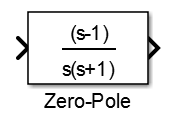 (s-1)
s(s+1)
Zero-Pole